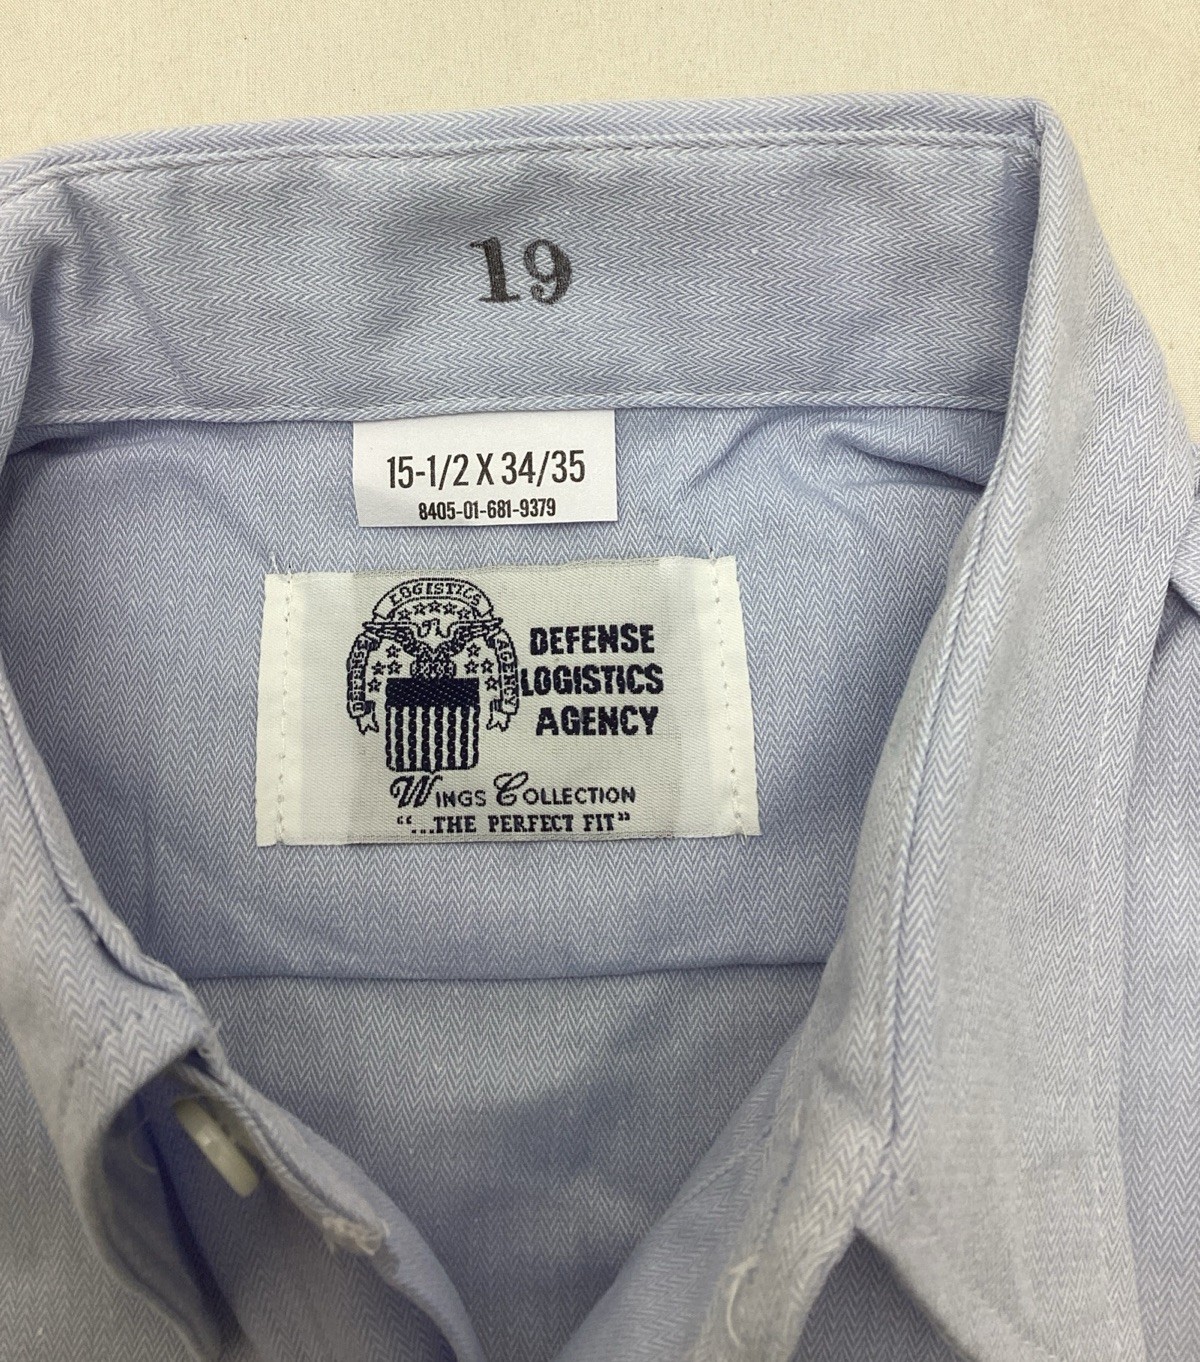 19
15-1/2 X 34/35
8405-01-681-9379
LOGISTICS
DEFENSE
AGENCY
DEFENSE
LOGISTICS
AGENCY
WINGS COLLECTION
“...THE PERFECT FIT”